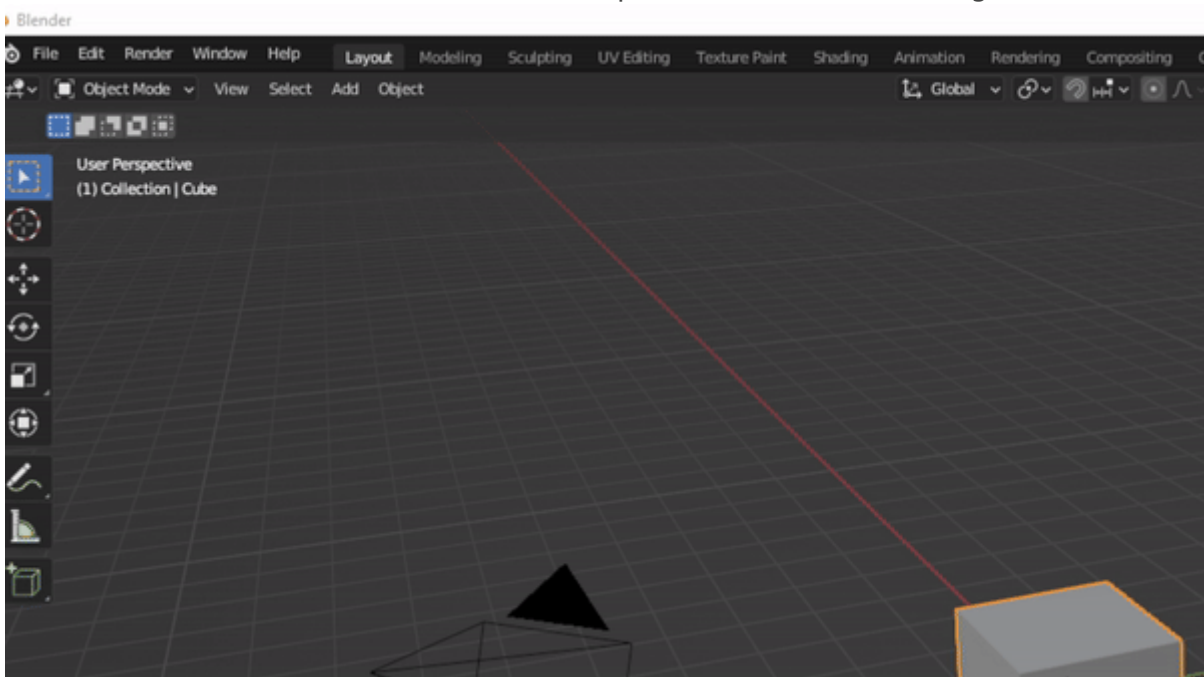 Blender
File Edit Render Window Help Layout Modeling Sculpting UV Editing Texture Paint Shading Animation Rendering Compositing
Object Mode View Select Add Object Global
User Perspective
(1) Collection | Cube